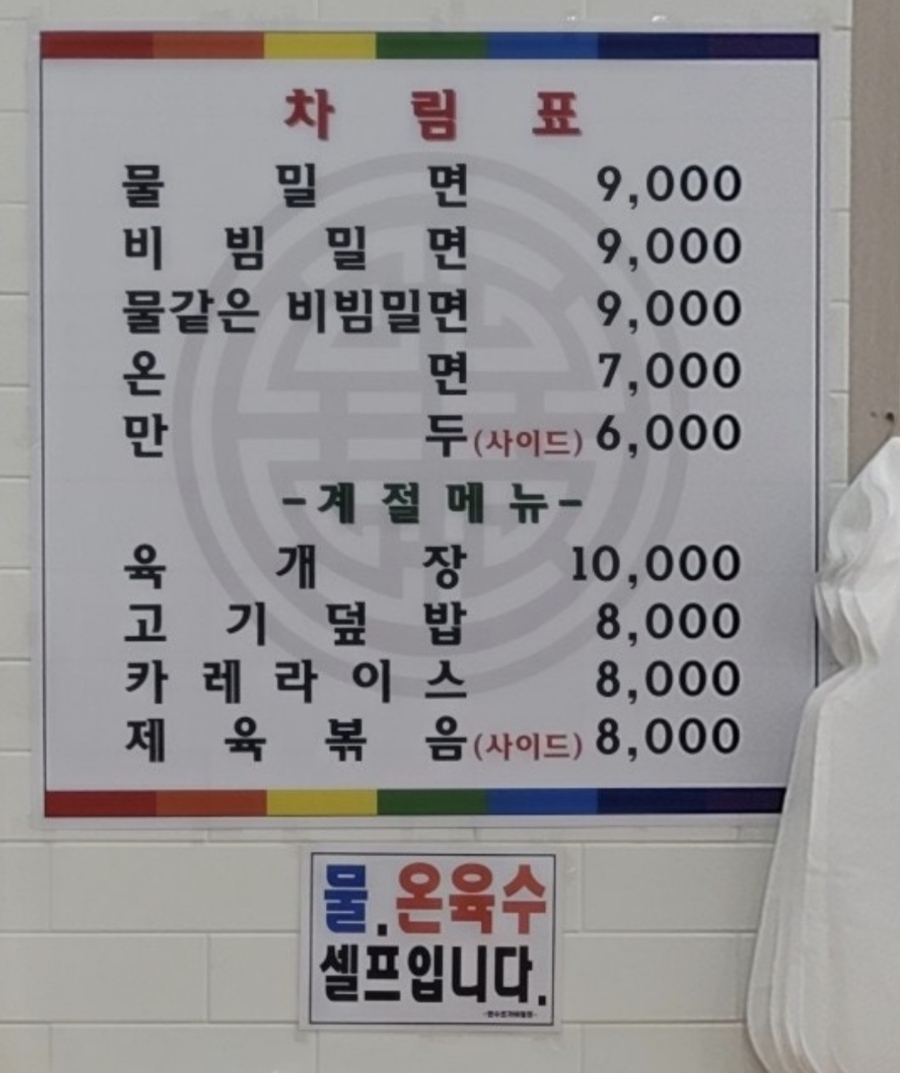 차림표
물밀면 9,000
비빔밀면 9,000
물같은 비빔밀면 9,000
온면 7,000
만두(사이드) 6,000
-계절메뉴-
육개장 10,000
고기덮밥 8,000
카레라이스 8,000
제육볶음(사이드) 8,000
물.온육수
셀프입니다.